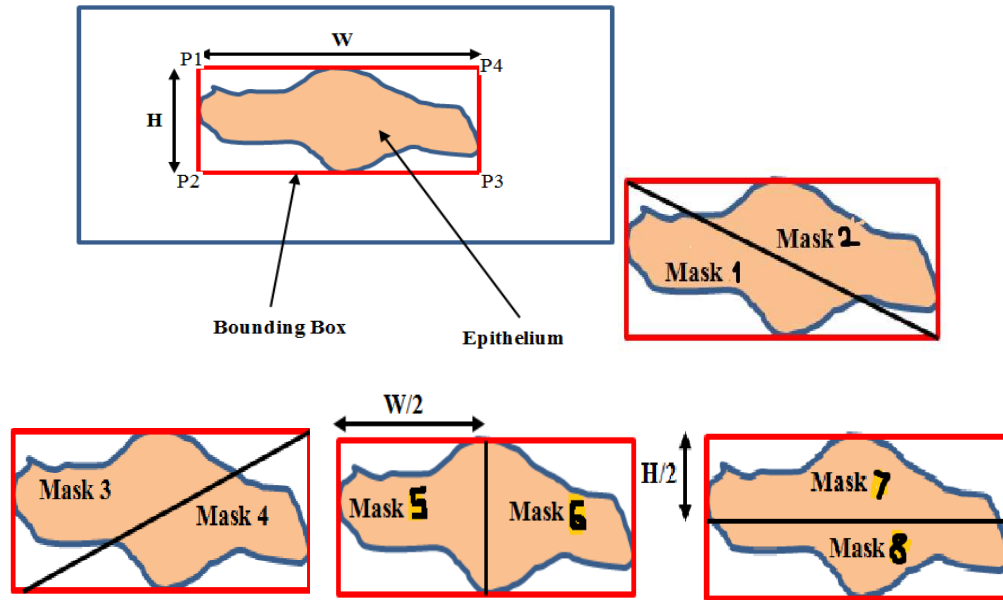 W
P1
P4
H
P2
P3
Bounding Box
Epithelium
Mask 1
Mask 2
Mask 3
Mask 4
W/2
Mask 5
Mask 6
H/2
Mask 7
Mask 8